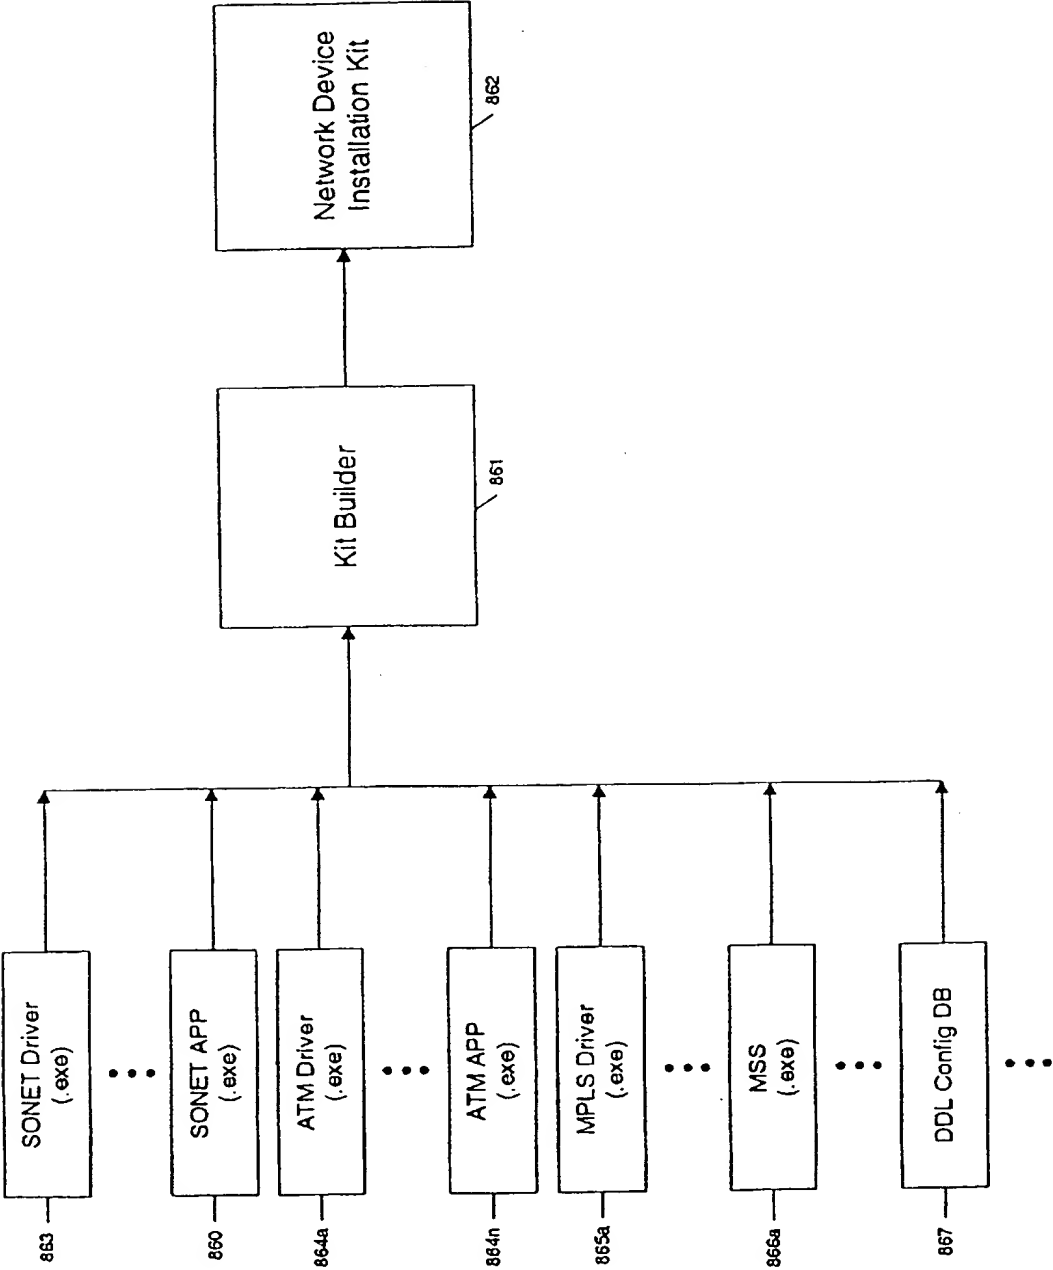 863
SONET Driver
(.exe)
860
SONET APP
(.exe)
864a
ATM Driver
(.exe)
864n
ATM APP
(.exe)
865a
MPLS Driver
(.exe)
866a
MSS
(.exe)
867
DDL Config DB
Kit Builder
861
Network Device
Installation Kit
862